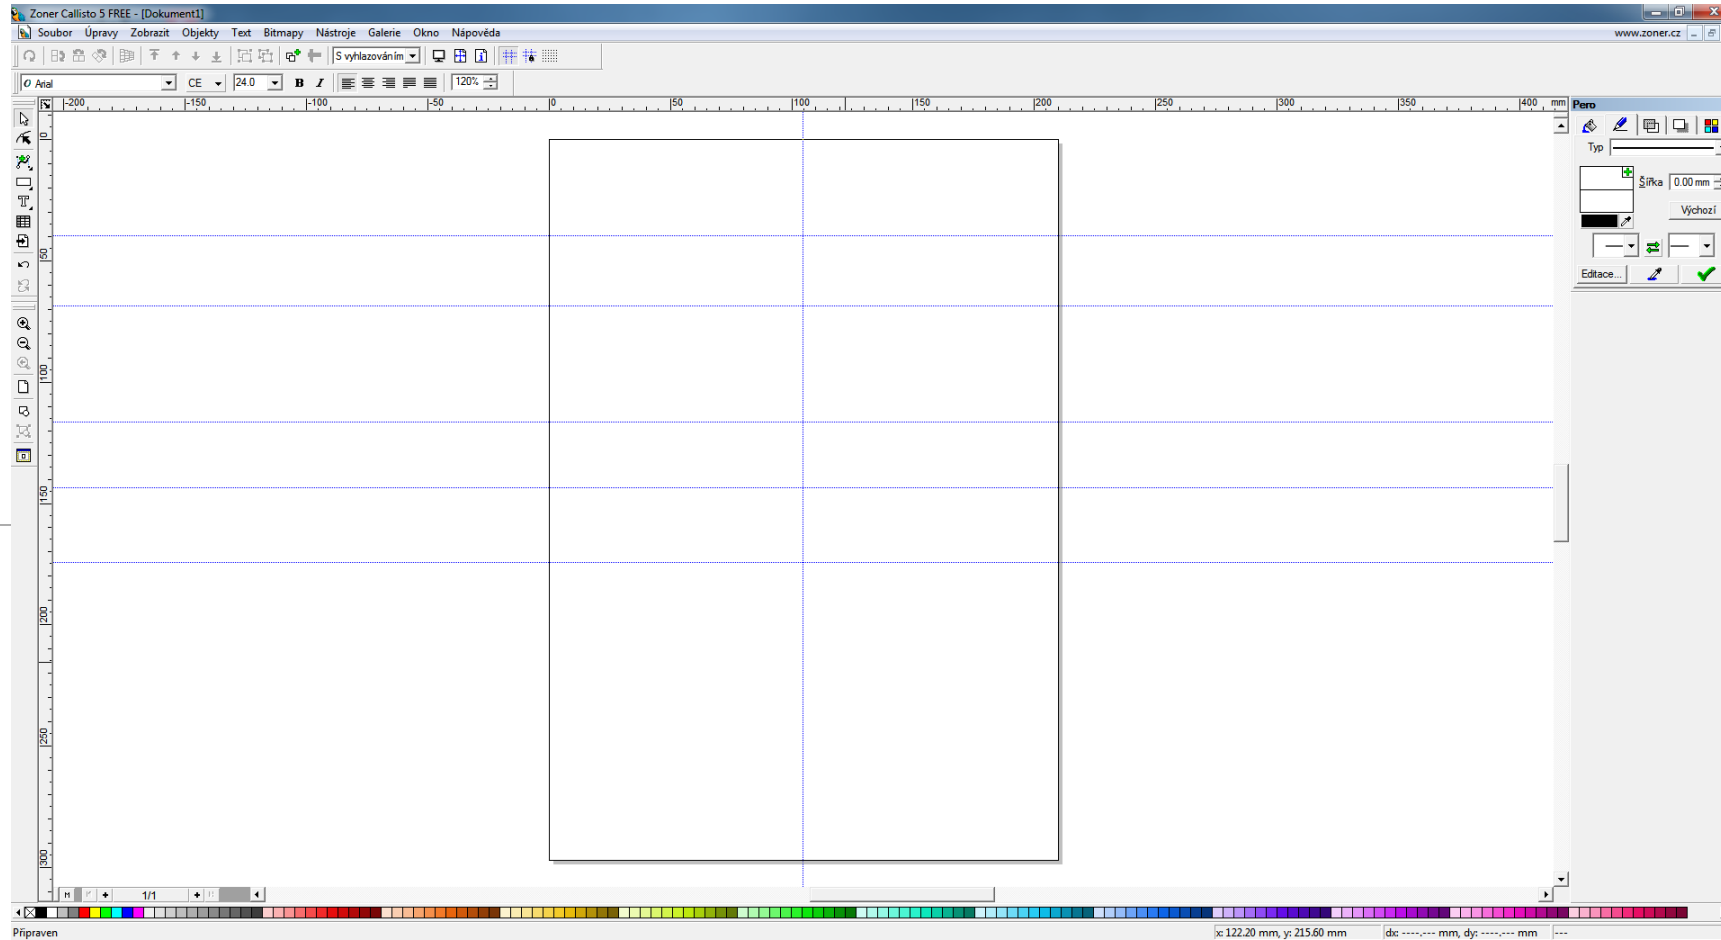 Zoner Callisto 5 FREE - [Dokument1]
Soubor Úpravy Zobrazit Objekty Text Bitmapy Nástroje Galerie Okno Nápověda www.zoner.cz
S vyhlazováním
O Arial CE 24.0 B I 120%
-200 -150 -100 -50 0 50 100 150 200 250 300 350 400 mm
Pero
Typ
Šířka 0.00 mm
Výchozí
Editace...
0
50
100
150
200
250
300
1/1
Připraven x: 122.20 mm, y: 215.60 mm dx: ----,--- mm, dy: ----,--- mm ---